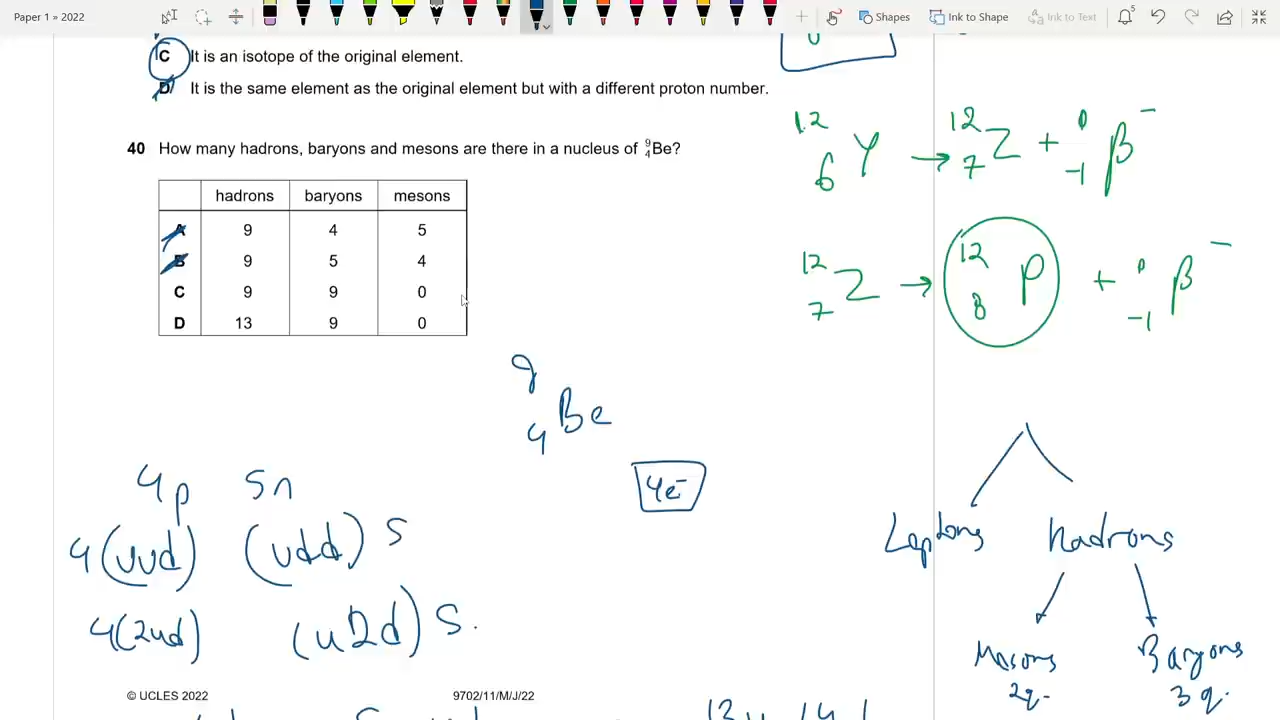 Paper 1 » 2022
Shapes
Ink to Shape
Ink to Text
5
C It is an isotope of the original element.
D It is the same element as the original element but with a different proton number.
12 6 Y → 12 7 Z + 0 -1 β −
40 How many hadrons, baryons and mesons are there in a nucleus of 9 4 Be?
hadrons baryons mesons
A 9 4 5
B 9 5 4
C 9 9 0
D 13 9 0
12 7 Z → 12 8 P + 0 -1 β −
9 4 Be
4e-
4p 5n
4(uud) (udd) 5
4(2ud) (u2d) 5.
Leptons hadrons
Mesons Baryons
2q- 3 q-
© UCLES 2022 9702/11/M/J/22